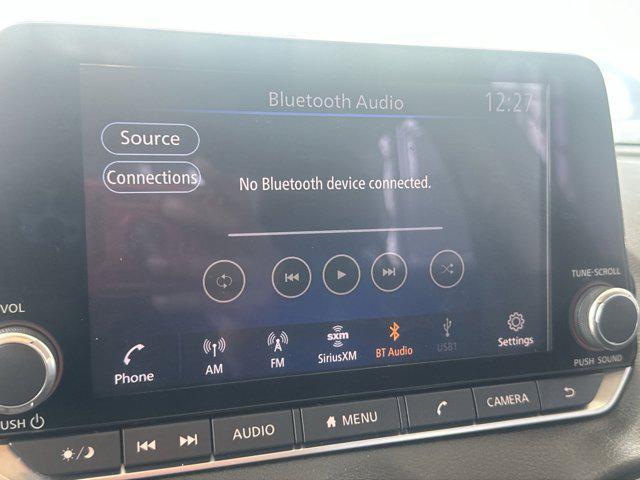 Bluetooth Audio 12:27
Source
Connections
No Bluetooth device connected.
Phone AM FM sxm SiriusXM BT Audio USB1 Settings
VOL
PUSH
TUNE·SCROLL
PUSH SOUND
AUDIO MENU CAMERA